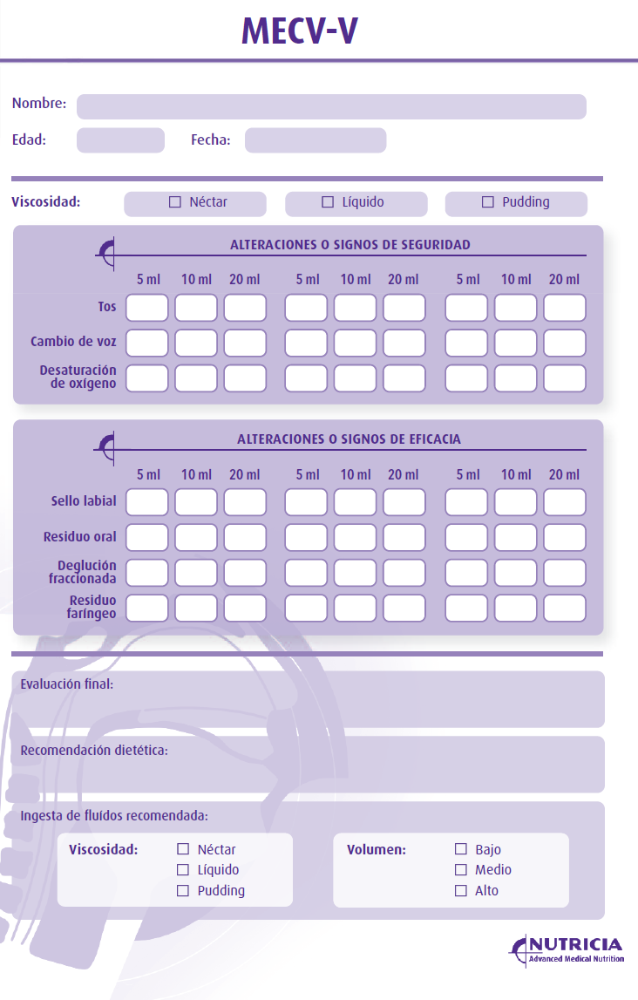 MECV-V
Nombre:
Edad: Fecha:
Viscosidad: Néctar Líquido Pudding
ALTERACIONES O SIGNOS DE SEGURIDAD
5 ml 10 ml 20 ml 5 ml 10 ml 20 ml 5 ml 10 ml 20 ml
Tos
Cambio de voz
Desaturación
de oxígeno
ALTERACIONES O SIGNOS DE EFICACIA
5 ml 10 ml 20 ml 5 ml 10 ml 20 ml 5 ml 10 ml 20 ml
Sello labial
Residuo oral
Deglución
fraccionada
Residuo
faríngeo
Evaluación final:
Recomendación dietética:
Ingesta de fluídos recomendada:
Viscosidad: Néctar Volumen: Bajo
Líquido Medio
Pudding Alto
NUTRICIA
Advanced Medical Nutrition